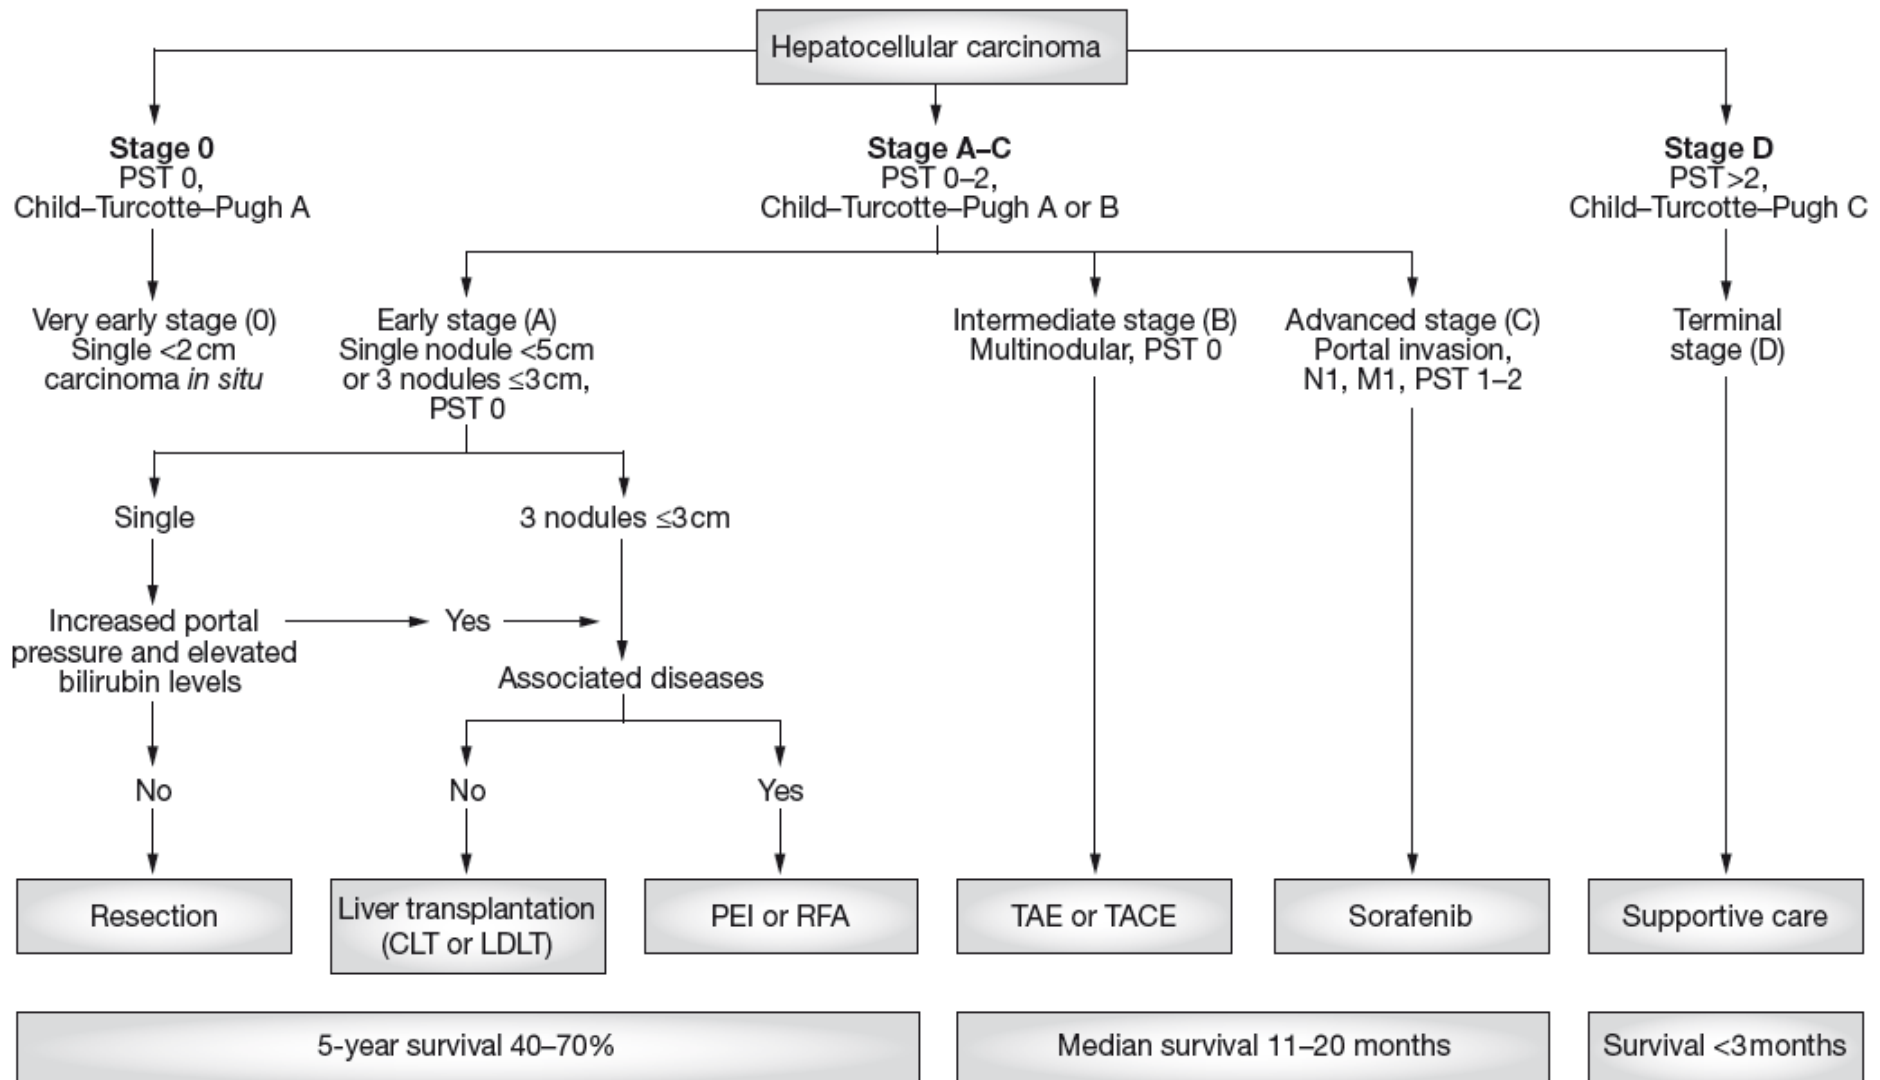 Hepatocellular carcinoma
Stage 0
PST 0,
Child–Turcotte–Pugh A
Stage A–C
PST 0–2,
Child–Turcotte–Pugh A or B
Stage D
PST >2,
Child–Turcotte–Pugh C
Very early stage (0)
Single <2 cm
carcinoma in situ
Early stage (A)
Single nodule <5 cm
or 3 nodules ≤3 cm,
PST 0
Intermediate stage (B)
Multinodular, PST 0
Advanced stage (C)
Portal invasion,
N1, M1, PST 1–2
Terminal
stage (D)
Single
3 nodules ≤3 cm
Increased portal
pressure and elevated
bilirubin levels
Yes
Associated diseases
No
No
Yes
Resection
Liver transplantation
(CLT or LDLT)
PEI or RFA
TAE or TACE
Sorafenib
Supportive care
5-year survival 40–70%
Median survival 11–20 months
Survival <3 months